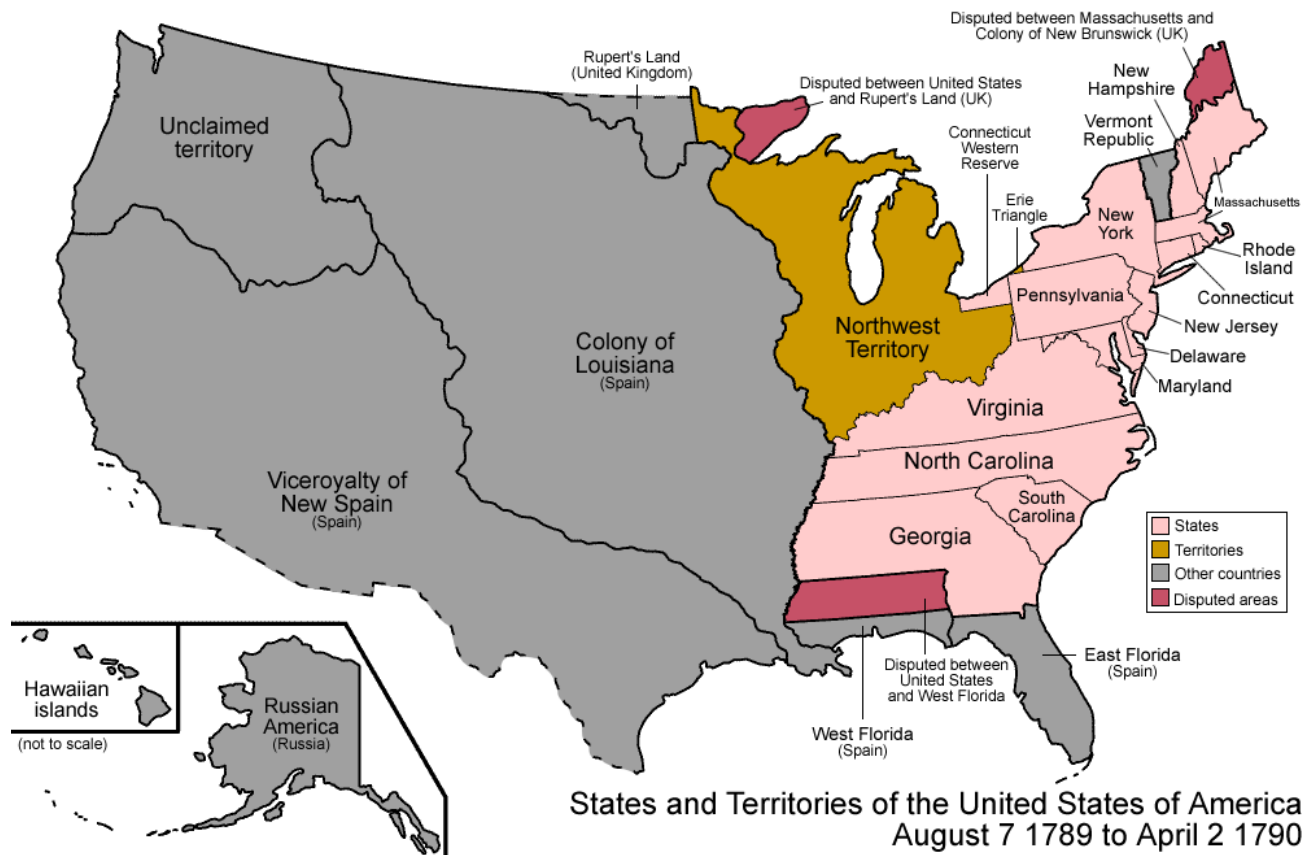 Disputed between Massachusetts and
Colony of New Brunswick (UK)
Rupert's Land
(United Kingdom)
Disputed between United States
and Rupert's Land (UK)
New
Hampshire
Vermont
Republic
Unclaimed
territory
Connecticut
Western
Reserve
Erie
Triangle
Massachusetts
New
York
Rhode
Island
Pennsylvania
Connecticut
New Jersey
Northwest
Territory
Delaware
Maryland
Colony of
Louisiana
(Spain)
Virginia
North Carolina
Viceroyalty of
New Spain
(Spain)
South
Carolina
Georgia
States
Territories
Other countries
Disputed areas
Disputed between
United States
and West Florida
East Florida
(Spain)
West Florida
(Spain)
Hawaiian
islands
(not to scale)
Russian
America
(Russia)
States and Territories of the United States of America
August 7 1789 to April 2 1790